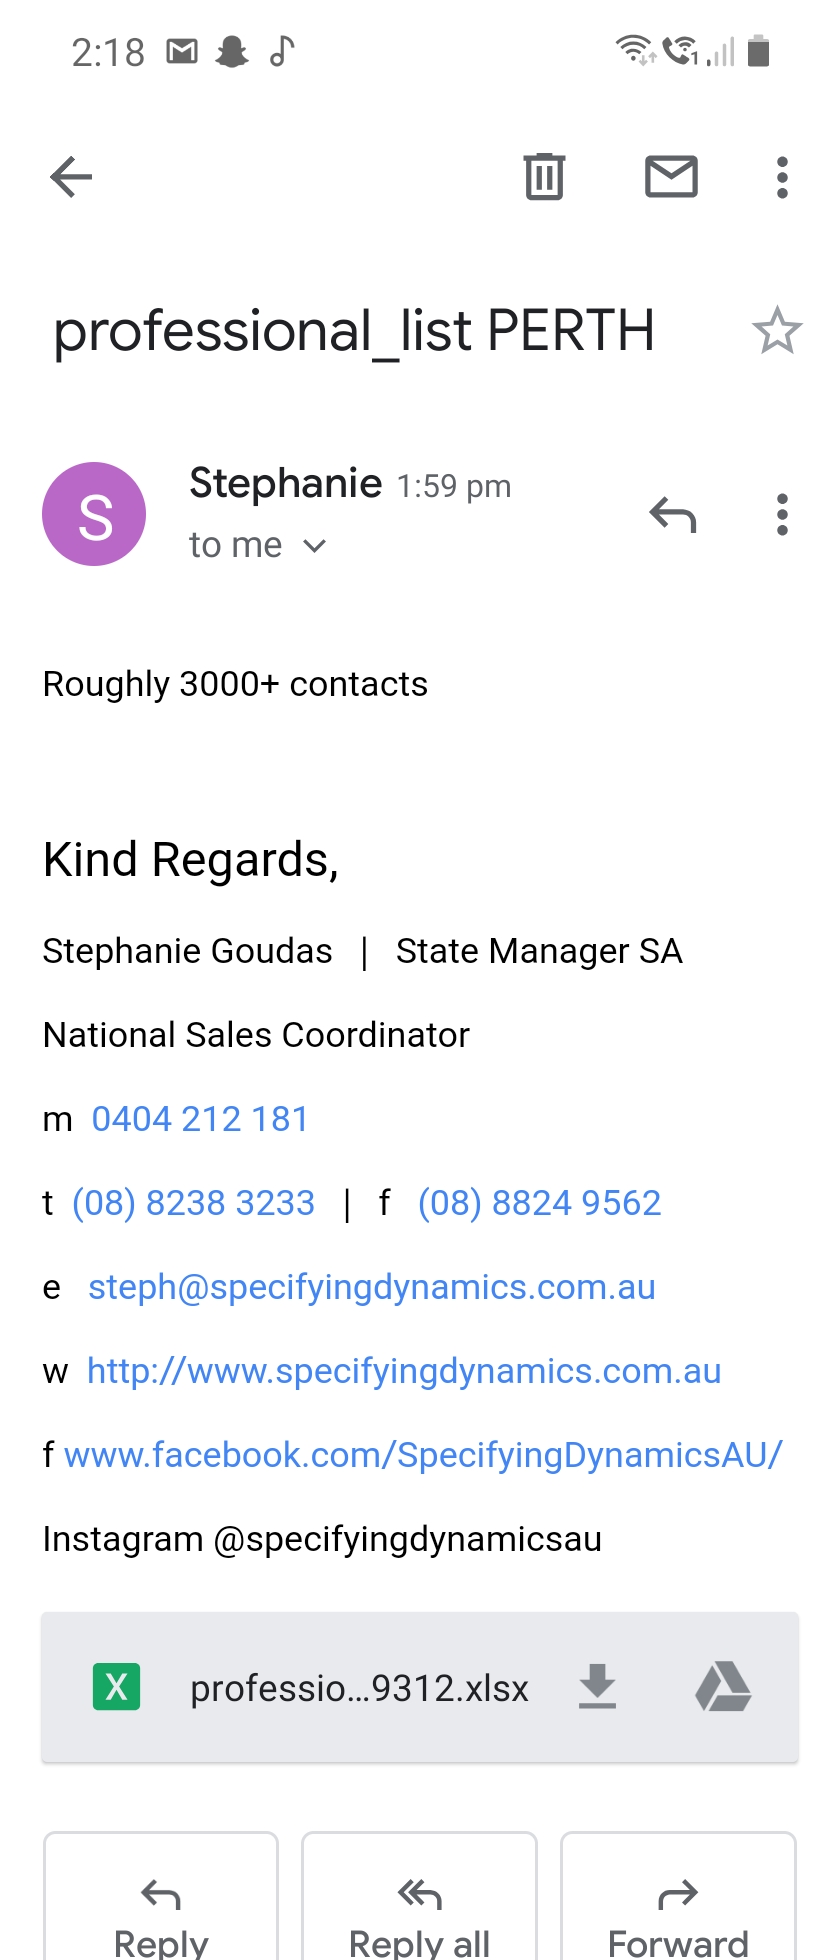 2:18
professional_list PERTH
S
Stephanie 1:59 pm
to me
Roughly 3000+ contacts
Kind Regards,
Stephanie Goudas | State Manager SA
National Sales Coordinator
m 0404 212 181
t (08) 8238 3233 | f (08) 8824 9562
e steph@specifyingdynamics.com.au
w http://www.specifyingdynamics.com.au
f www.facebook.com/SpecifyingDynamicsAU/
Instagram @specifyingdynamicsau
X professio...9312.xlsx
Reply Reply all Forward